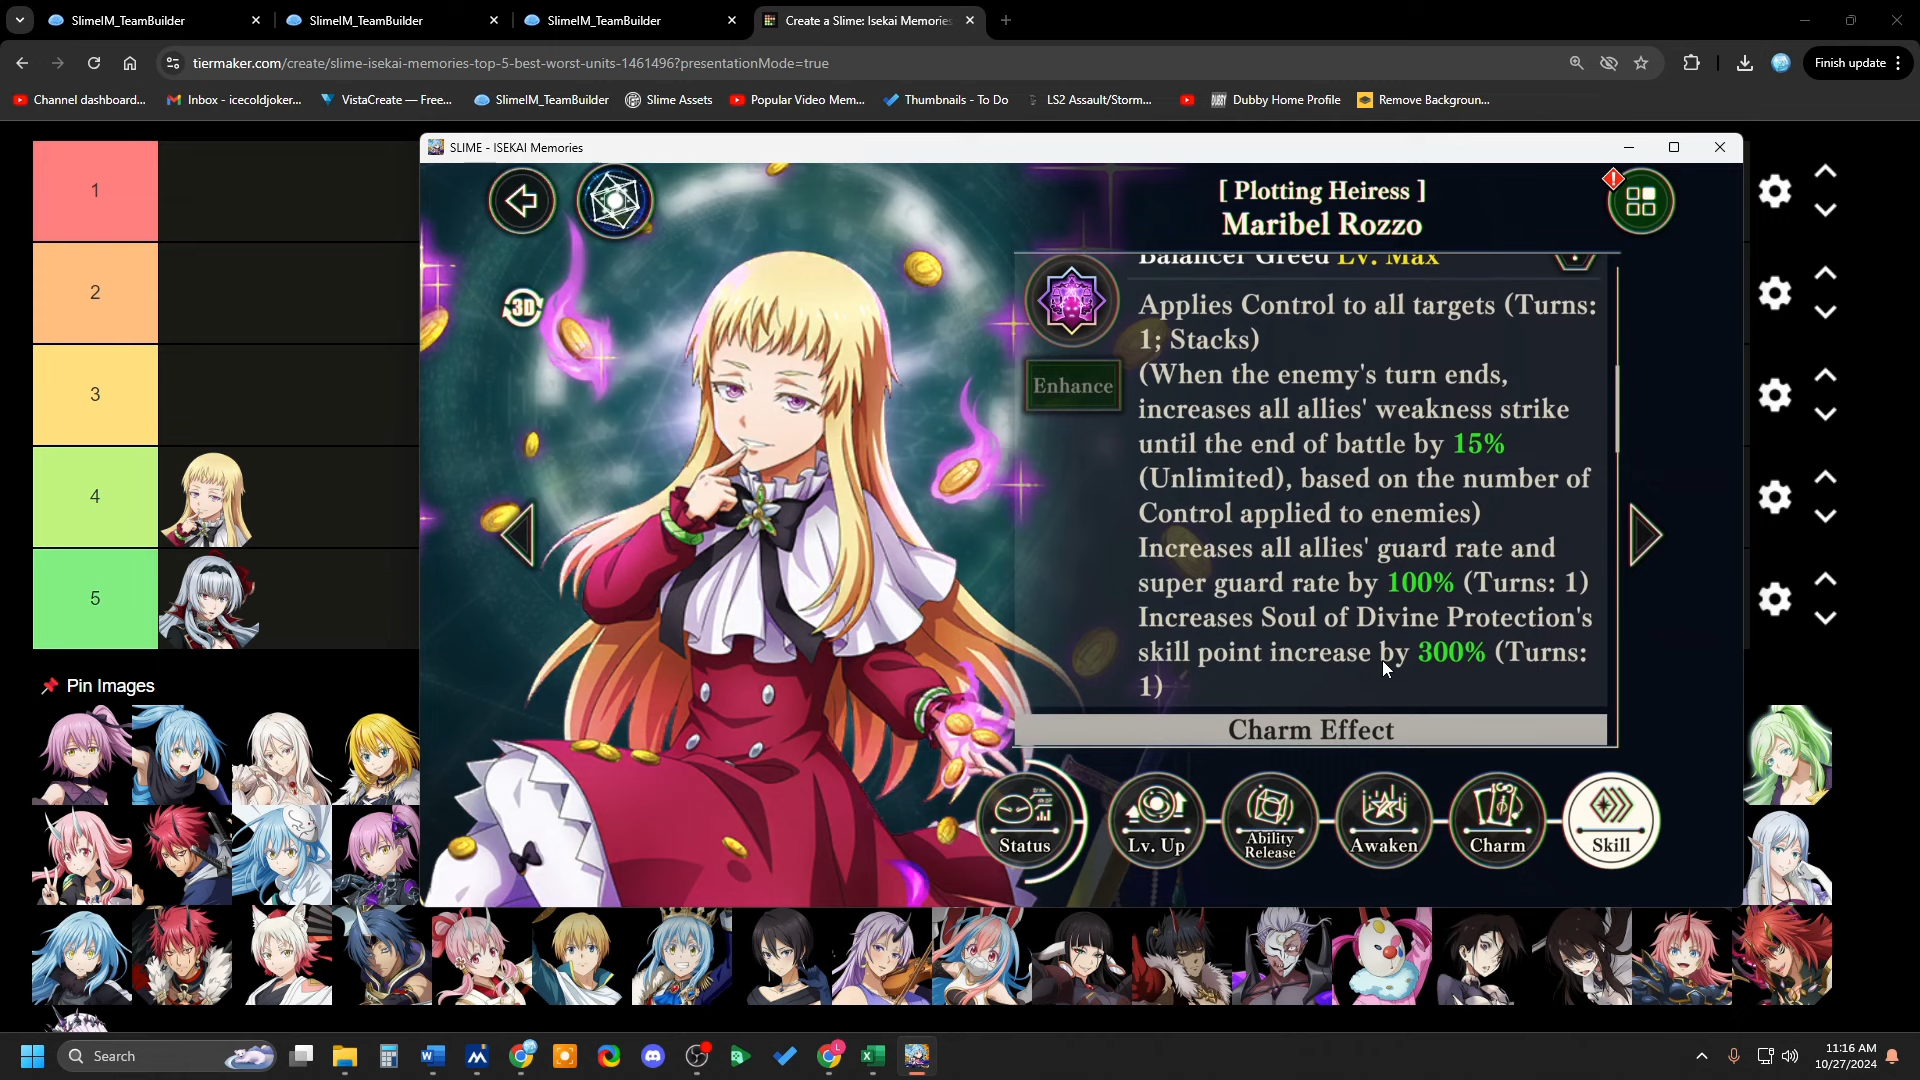 SlimeIM_TeamBuilder
SlimeIM_TeamBuilder
SlimeIM_TeamBuilder
Create a Slime: Isekai Memories
tiermaker.com/create/slime-isekai-memories-top-5-best-worst-units-1461496?presentationMode=true
Finish update
Channel dashboard...
Inbox - icecoldjoker...
VistaCreate — Free...
SlimeIM_TeamBuilder
Slime Assets
Popular Video Mem...
Thumbnails - To Do
LS2 Assault/Storm...
Dubby Home Profile
Remove Backgroun...
SLIME - ISEKAI Memories
1
2
3
4
5
Pin Images
3D
[ Plotting Heiress ]
Maribel Rozzo
Balancer Greed Lv. Max
Enhance
Applies Control to all targets (Turns:
1; Stacks)
(When the enemy's turn ends,
increases all allies' weakness strike
until the end of battle by 15%
(Unlimited), based on the number of
Control applied to enemies)
Increases all allies' guard rate and
super guard rate by 100% (Turns: 1)
Increases Soul of Divine Protection's
skill point increase by 300% (Turns:
1)
Charm Effect
Status
Lv. Up
Ability
Release
Awaken
Charm
Skill
Search
11:16 AM
10/27/2024